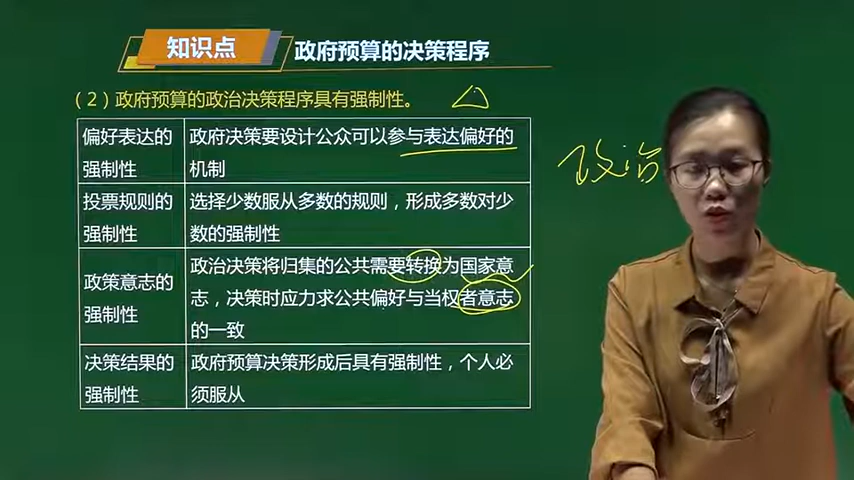 知识点
政府预算的决策程序
（2）政府预算的政治决策程序具有强制性。
偏好表达的
强制性
政府决策要设计公众可以参与表达偏好的
机制
投票规则的
强制性
选择少数服从多数的规则，形成多数对少
数的强制性
政策意志的
强制性
政治决策将归集的公共需要转换为国家意
志，决策时应力求公共偏好与当权者意志
的一致
决策结果的
强制性
政府预算决策形成后具有强制性，个人必
须服从
政治